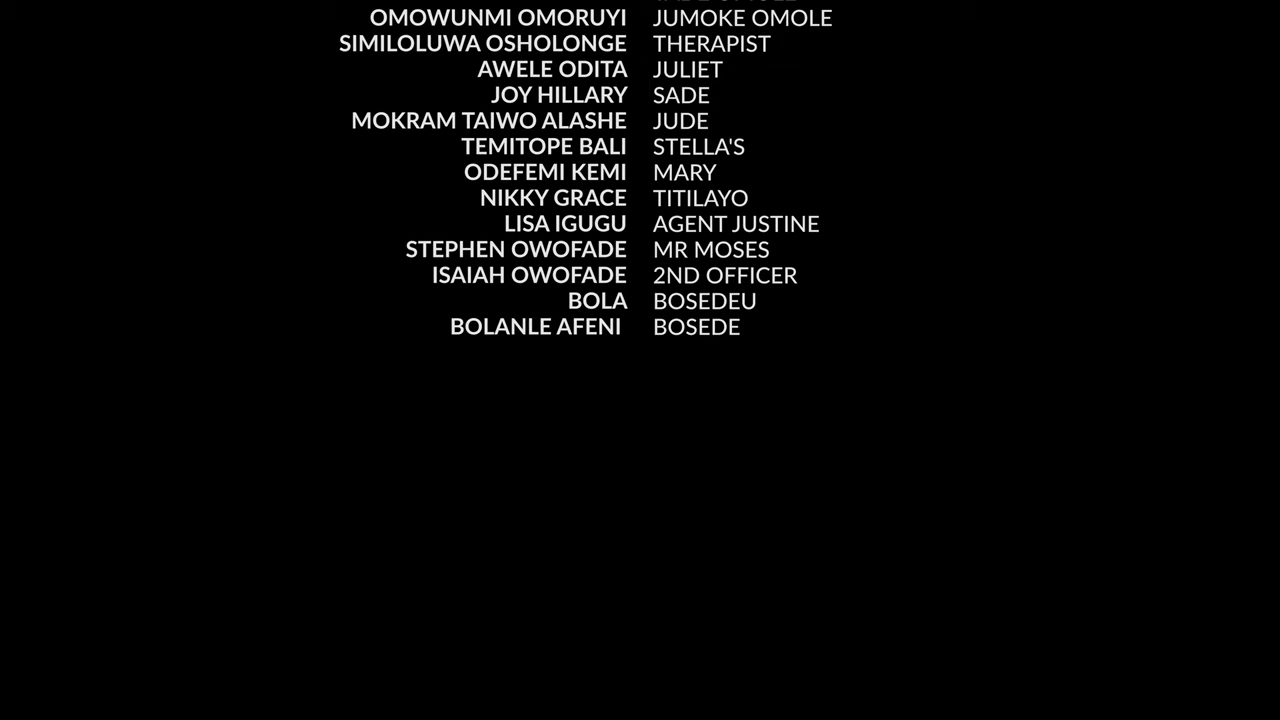 OMOWUNMI OMORUYI JUMOKE OMOLE
SIMILOLUWA OSHOLONGE THERAPIST
AWELE ODITA JULIET
JOY HILLARY SADE
MOKRAM TAIWO ALASHE JUDE
TEMITOPE BALI STELLA'S
ODEFEMI KEMI MARY
NIKKY GRACE TITILAYO
LISA IGUGU AGENT JUSTINE
STEPHEN OWOFADE MR MOSES
ISAIAH OWOFADE 2ND OFFICER
BOLA BOSEDEU
BOLANLE AFENI BOSEDE